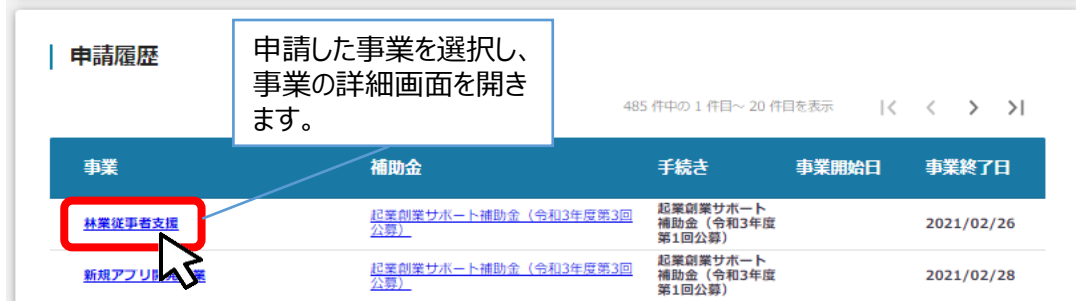 申請履歴
申請した事業を選択し、
事業の詳細画面を開き
ます。
485 件中の 1 件目～ 20 件目を表示
事業 補助金 手続き 事業開始日 事業終了日
林業従事者支援
起業創業サポート補助金（令和3年度第3回
公募）
起業創業サポート
補助金（令和3年度
第1回公募）
2021/02/26
新規アプリ
業
起業創業サポート補助金（令和3年度第3回
公募）
起業創業サポート
補助金（令和3年度
第1回公募）
2021/02/28